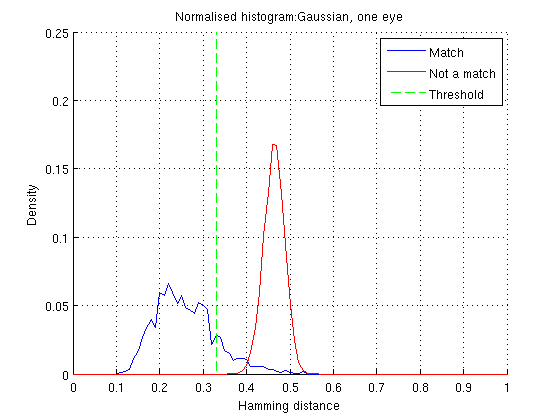 Normalised histogram:Gaussian, one eye
0.25
0.2
0.15
0.1
0.05
0
Density
Match
Not a match
Threshold
0 0.1 0.2 0.3 0.4 0.5 0.6 0.7 0.8 0.9 1
Hamming distance